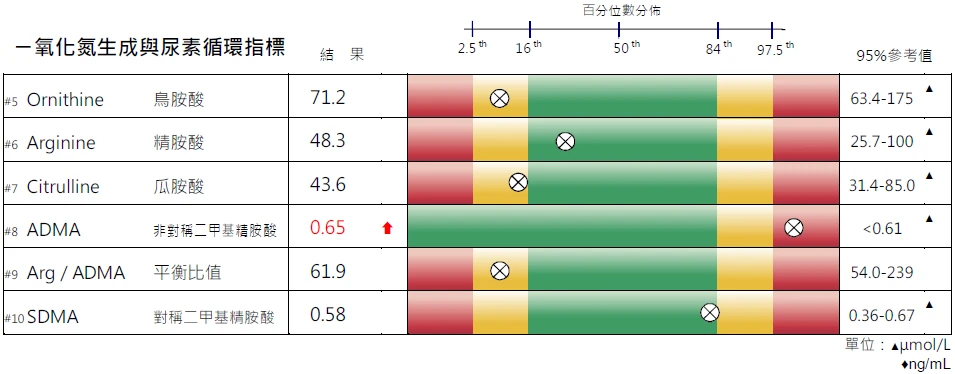 百分位數分佈
一氧化氮生成與尿素循環指標
結 果
2.5th 16th 50th 84th 97.5th
95%參考值
#5 Ornithine 鳥胺酸 71.2 63.4-175 ▲
#6 Arginine 精胺酸 48.3 25.7-100 ▲
#7 Citrulline 瓜胺酸 43.6 31.4-85.0 ▲
#8 ADMA 非對稱二甲基精胺酸 0.65 <0.61 ▲
#9 Arg / ADMA 平衡比值 61.9 54.0-239
#10 SDMA 對稱二甲基精胺酸 0.58 0.36-0.67 ▲
單位：▲μmol/L
♦ng/mL